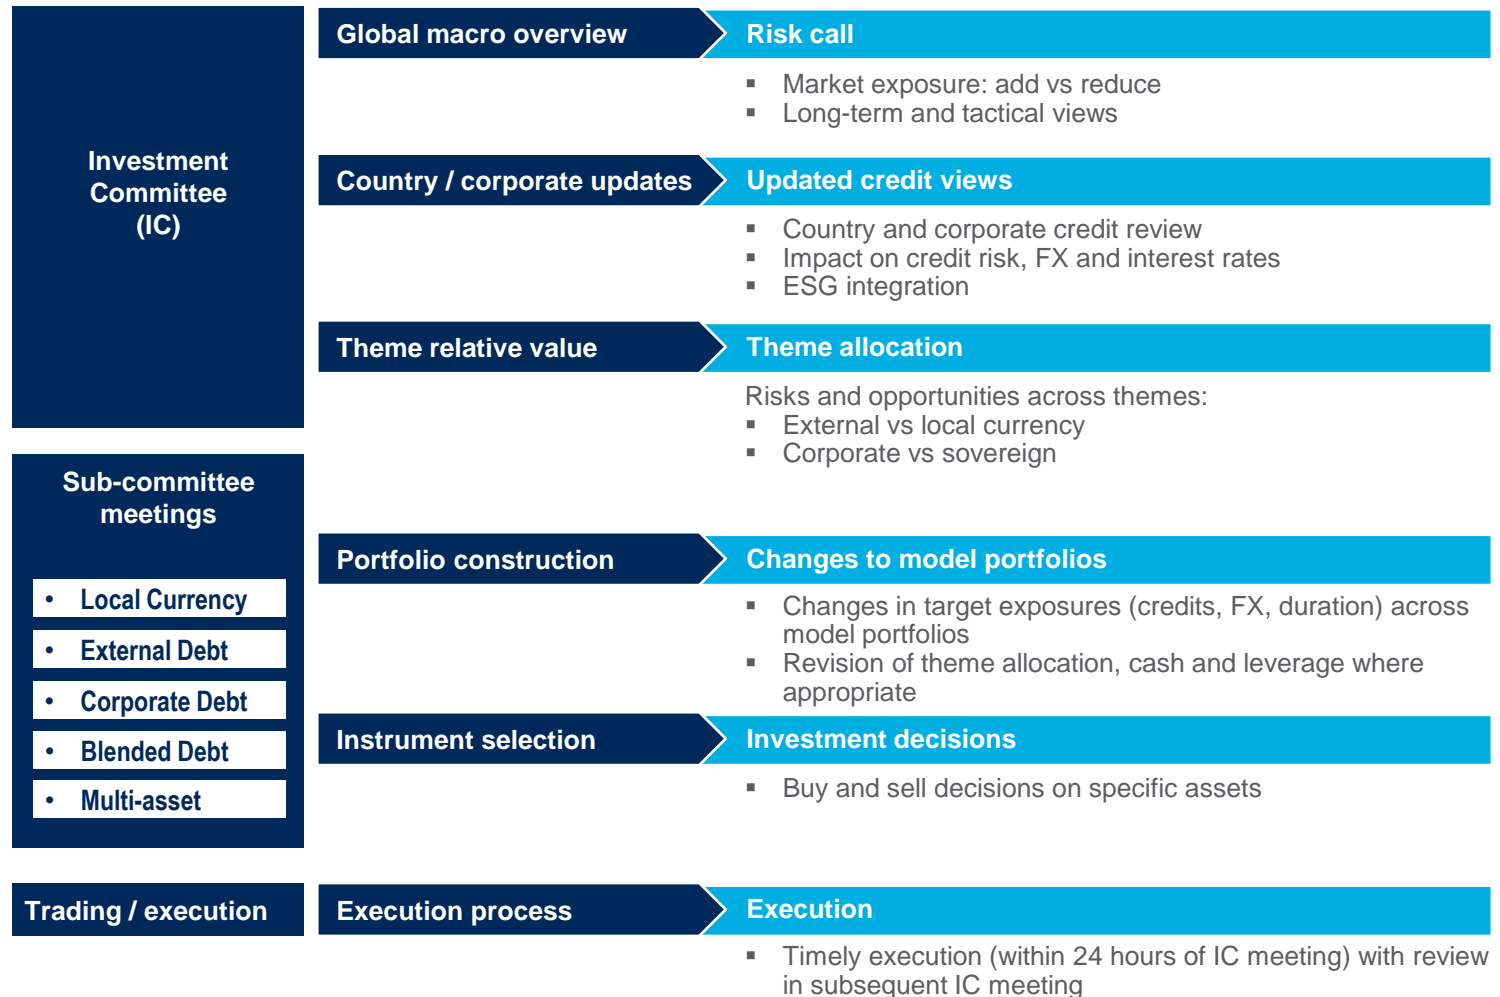 Investment
Committee
(IC)
Global macro overview
Risk call
▪ Market exposure: add vs reduce
▪ Long-term and tactical views
Country / corporate updates
Updated credit views
▪ Country and corporate credit review
▪ Impact on credit risk, FX and interest rates
▪ ESG integration
Theme relative value
Theme allocation
Risks and opportunities across themes:
▪ External vs local currency
▪ Corporate vs sovereign
Sub-committee
meetings
• Local Currency
• External Debt
• Corporate Debt
• Blended Debt
• Multi-asset
Portfolio construction
Changes to model portfolios
▪ Changes in target exposures (credits, FX, duration) across
model portfolios
▪ Revision of theme allocation, cash and leverage where
appropriate
Instrument selection
Investment decisions
▪ Buy and sell decisions on specific assets
Trading / execution
Execution process
Execution
▪ Timely execution (within 24 hours of IC meeting) with review
in subsequent IC meeting